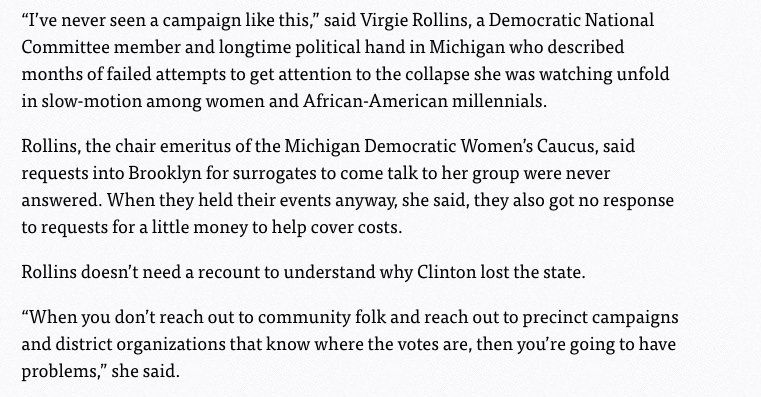 “I’ve never seen a campaign like this,” said Virgie Rollins, a Democratic National
Committee member and longtime political hand in Michigan who described
months of failed attempts to get attention to the collapse she was watching unfold
in slow-motion among women and African-American millennials.
Rollins, the chair emeritus of the Michigan Democratic Women’s Caucus, said
requests into Brooklyn for surrogates to come talk to her group were never
answered. When they held their events anyway, she said, they also got no response
to requests for a little money to help cover costs.
Rollins doesn’t need a recount to understand why Clinton lost the state.
“When you don’t reach out to community folk and reach out to precinct campaigns
and district organizations that know where the votes are, then you’re going to have
problems,” she said.